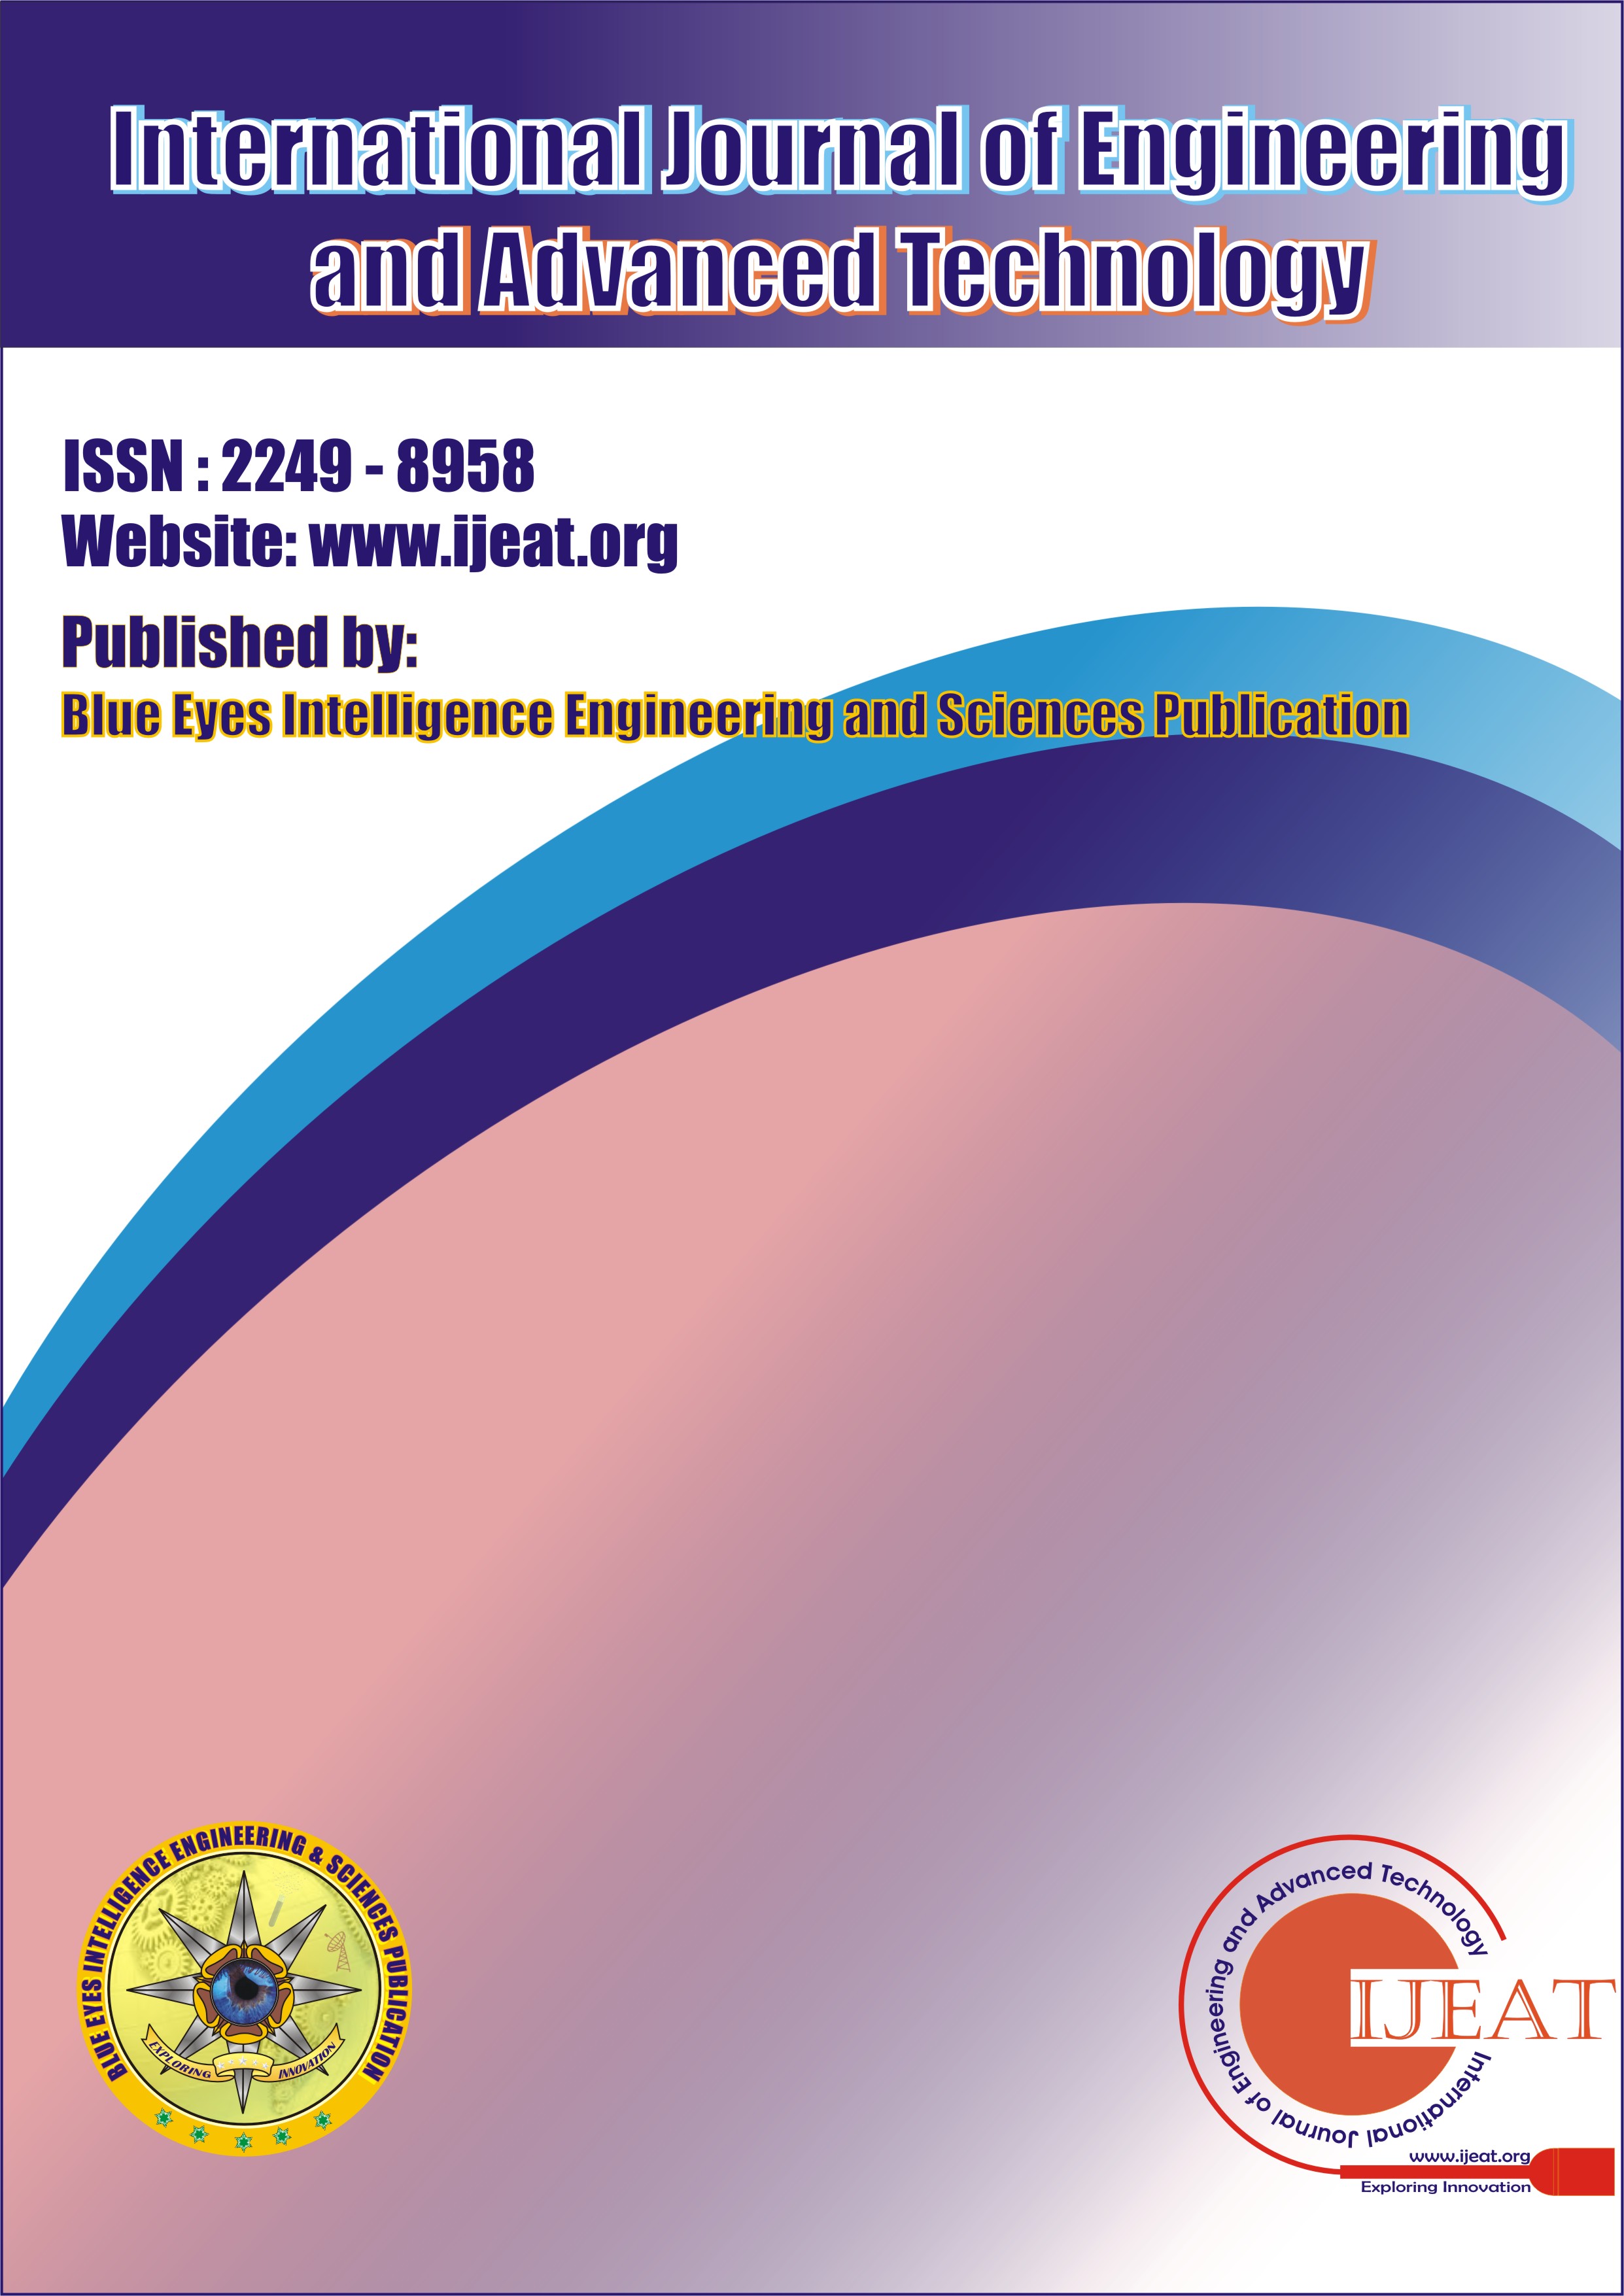 International Journal of Engineering
and Advanced Technology
ISSN : 2249 - 8958
Website: www.ijeat.org
Published by:
Blue Eyes Intelligence Engineering and Sciences Publication
BLUE EYES INTELLIGENCE ENGINEERING & SCIENCES PUBLICATION
EXPLORING INNOVATION
International Journal of Engineering and Advanced Technology
IJEAT
www.ijeat.org
Exploring Innovation